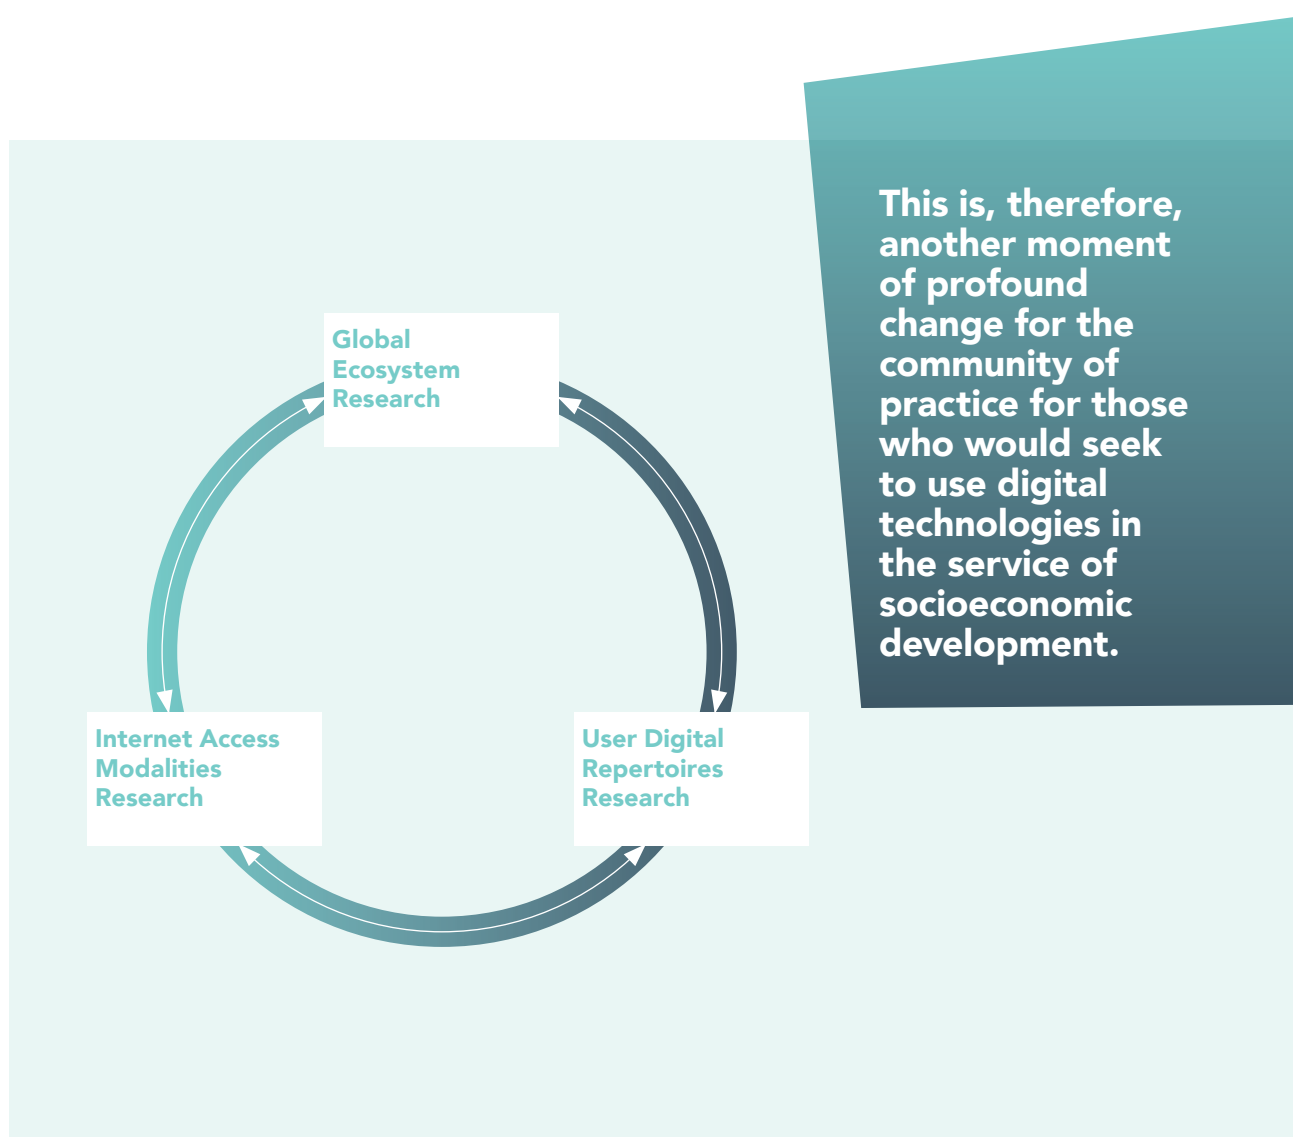 This is, therefore,
another moment
of profound
change for the
community of
practice for those
who would seek
to use digital
technologies in
the service of
socioeconomic
development.
Global
Ecosystem
Research
Internet Access
Modalities
Research
User Digital
Repertoires
Research